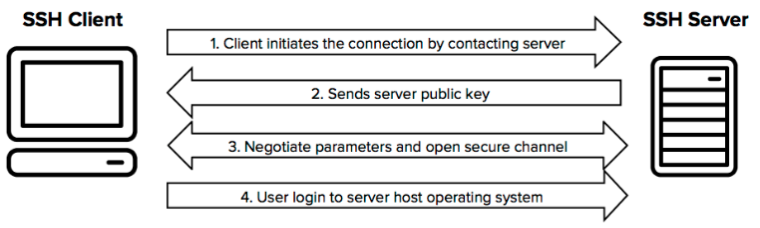 SSH Client
SSH Server
1. Client initiates the connection by contacting server
2. Sends server public key
3. Negotiate parameters and open secure channel
4. User login to server host operating system